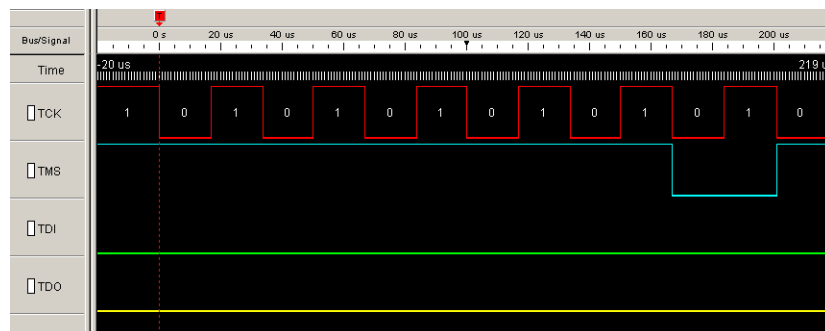 Bus/Signal
0 s 20 us 40 us 60 us 80 us 100 us 120 us 140 us 160 us 180 us 200 us
Time
-20 us 219 u
TCK
1 0 1 0 1 0 1 0 1 0 1 0 1 0
TMS
TDI
TDO